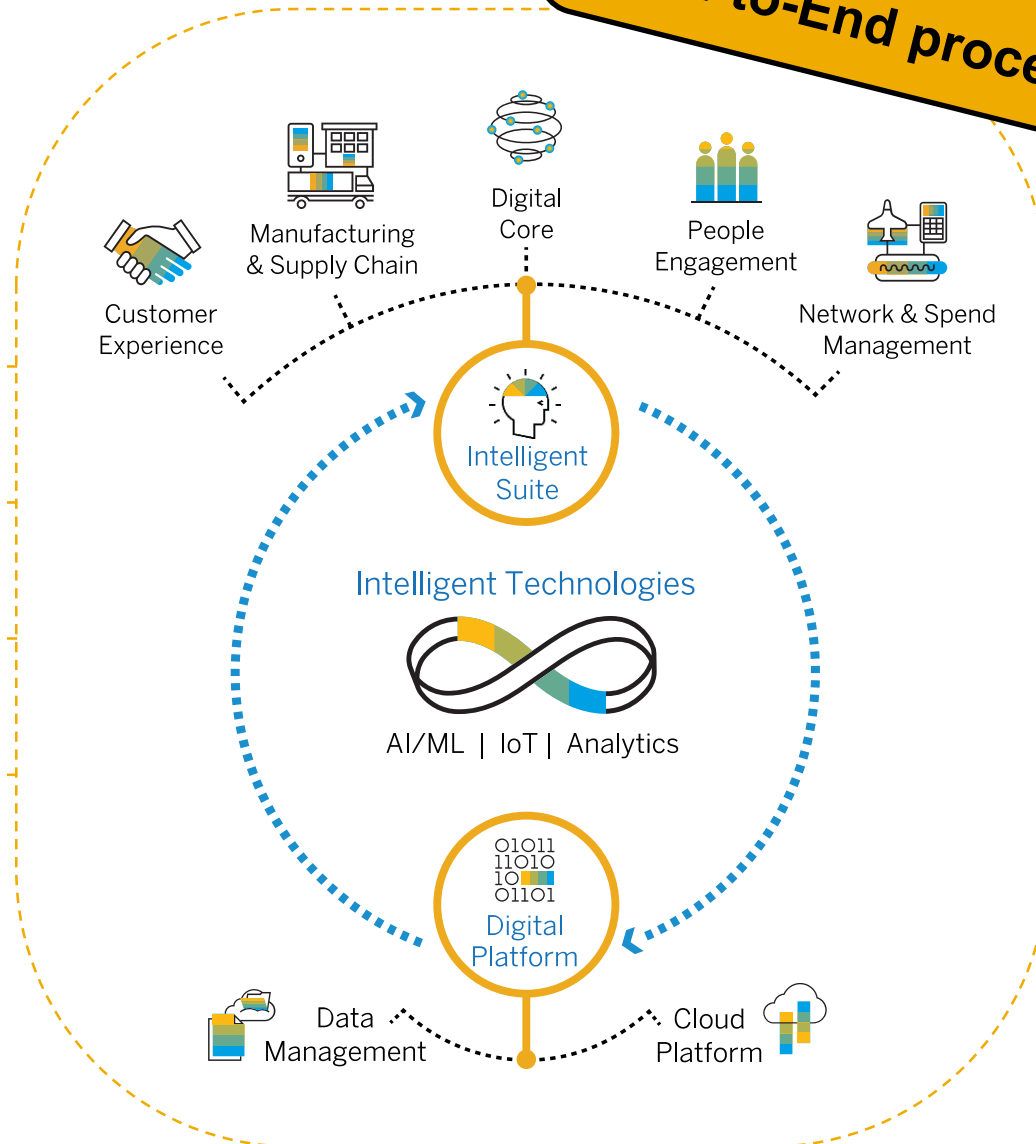 to-End proce
Digital
Core
Manufacturing
& Supply Chain
People
Engagement
Customer
Experience
Network & Spend
Management
Intelligent
Suite
Intelligent Technologies
AI/ML | IoT | Analytics
01011
11010
10
01101
Digital
Platform
Data
Management
Cloud
Platform